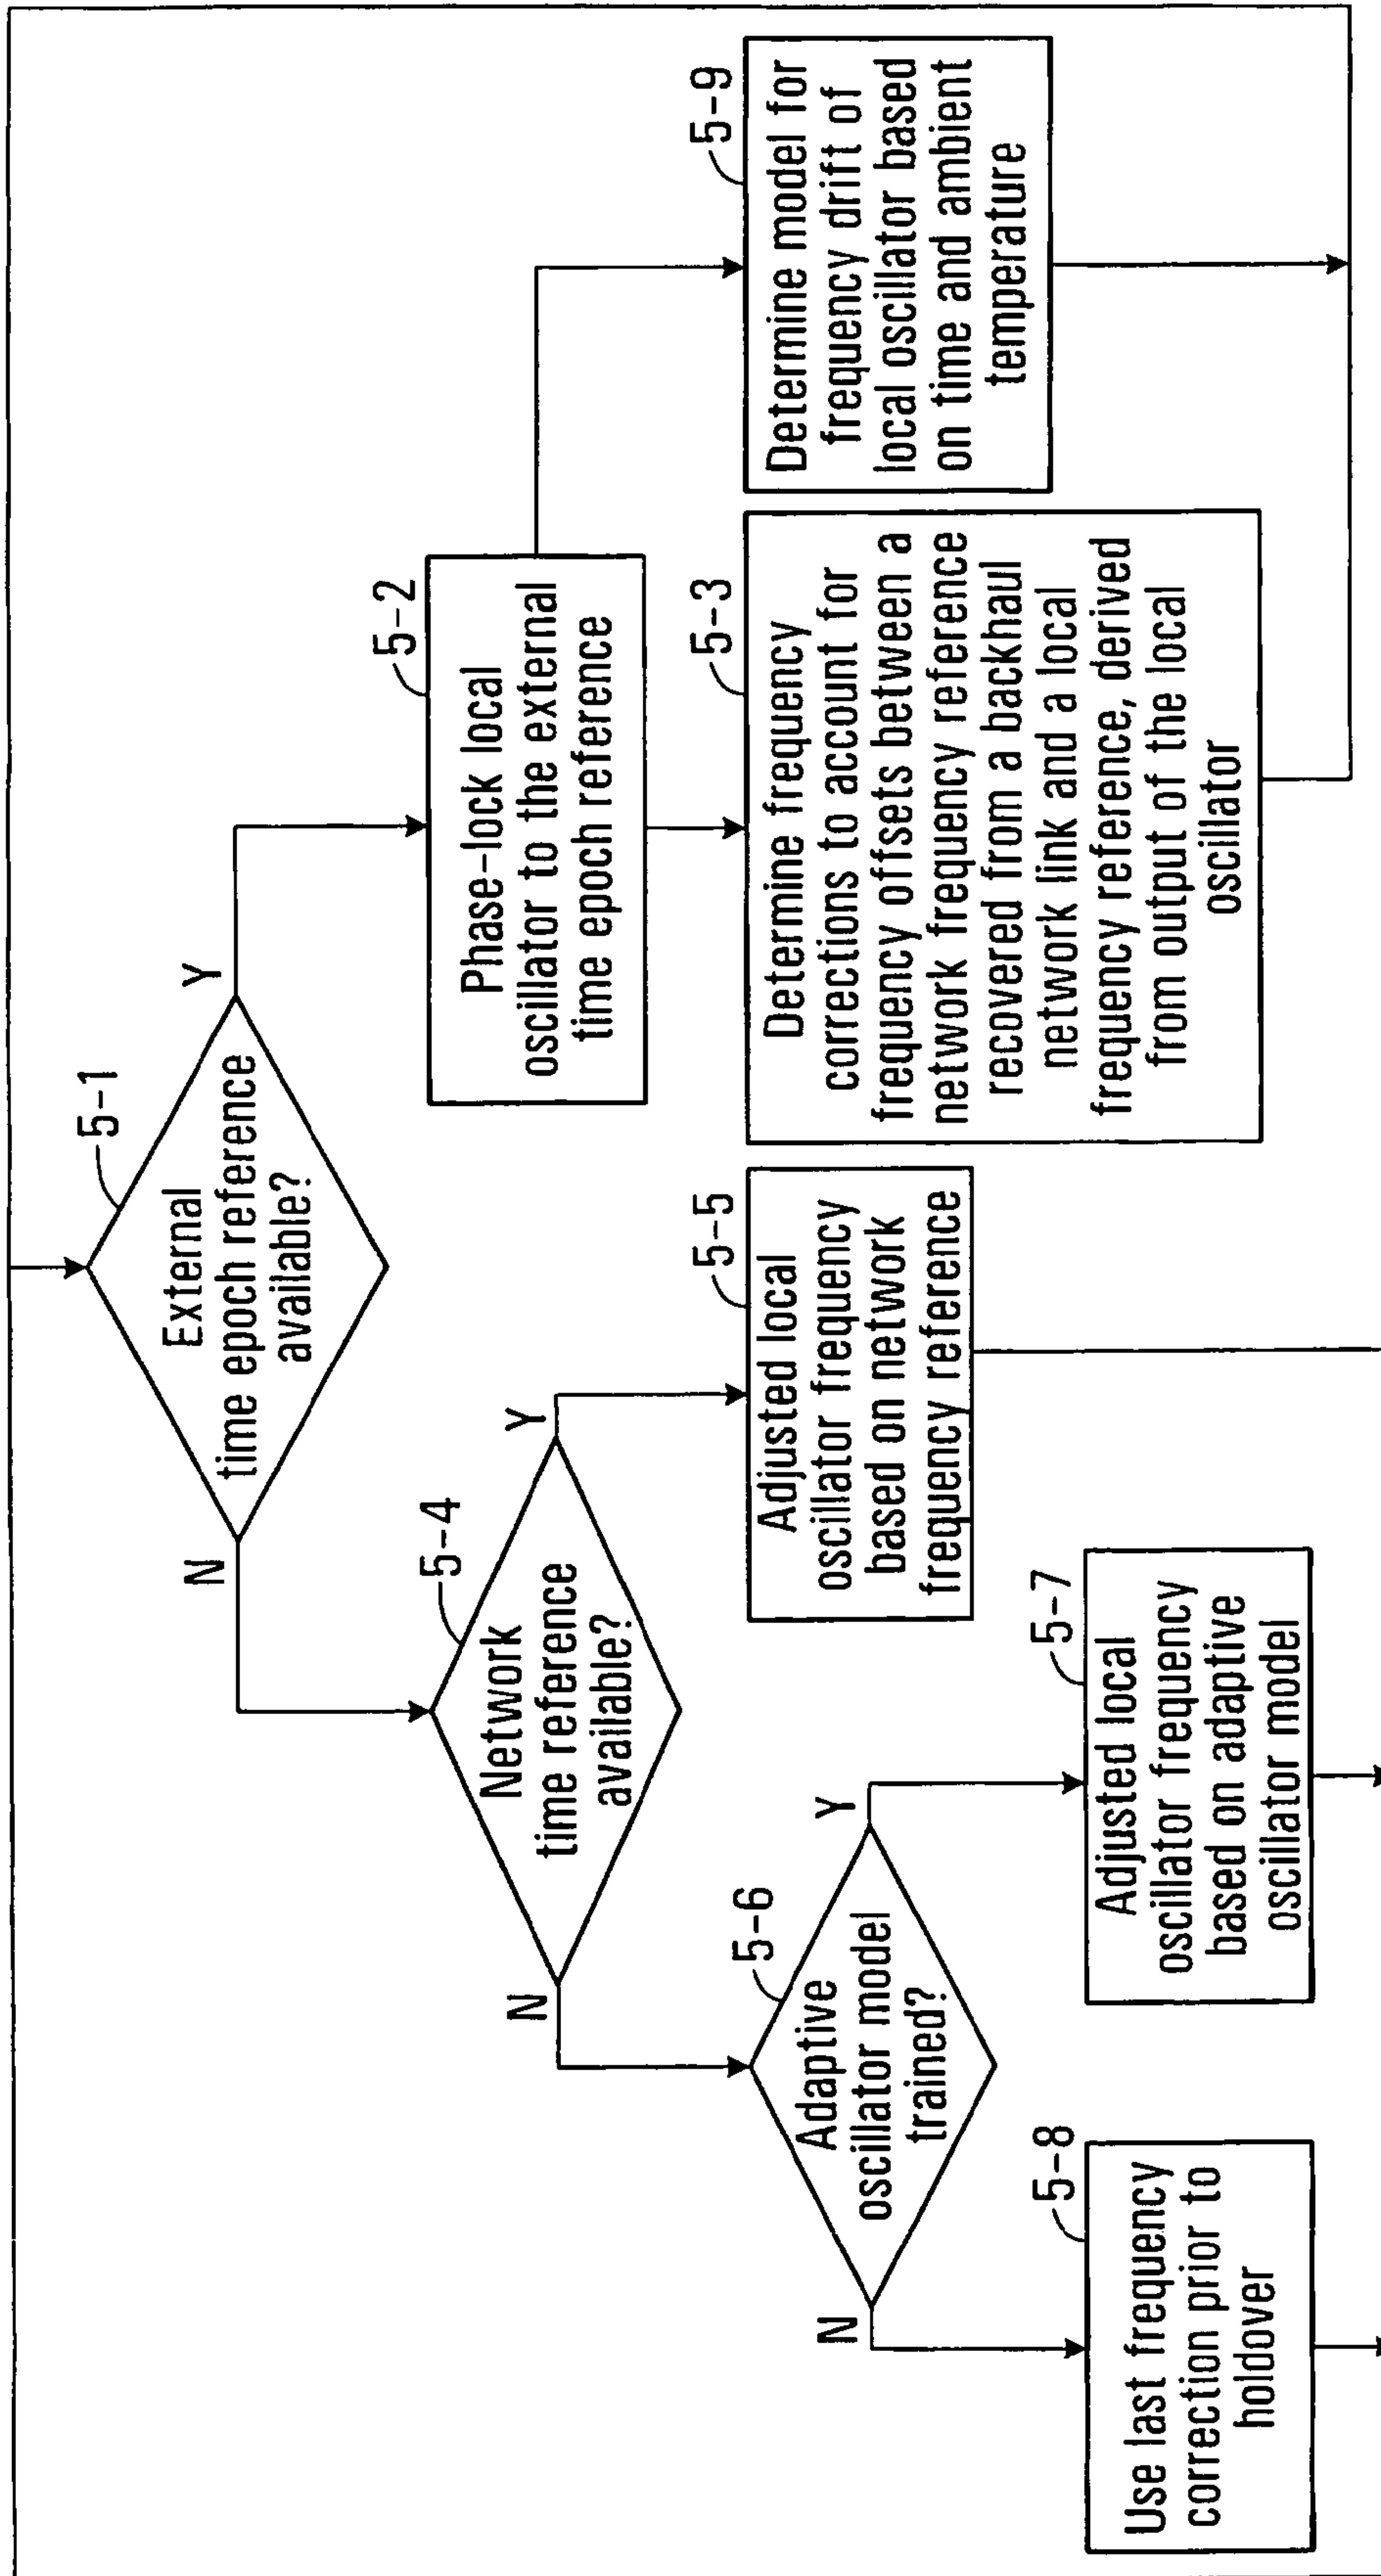 5-1
External
time epoch reference
available?
Y
N
5-2
Phase-lock local
oscillator to the external
time epoch reference
5-9
Determine model for
frequency drift of
local oscillator based
on time and ambient
temperature
5-3
Determine frequency
corrections to account for
frequency offsets between a
network frequency reference
recovered from a backhaul
network link and a local
frequency reference, derived
from output of the local
oscillator
5-4
Network
time reference
available?
Y
N
5-5
Adjusted local
oscillator frequency
based on network
frequency reference
5-6
Adaptive
oscillator model
trained?
Y
N
5-7
Adjusted local
oscillator frequency
based on adaptive
oscillator model
5-8
Use last frequency
correction prior to
holdover